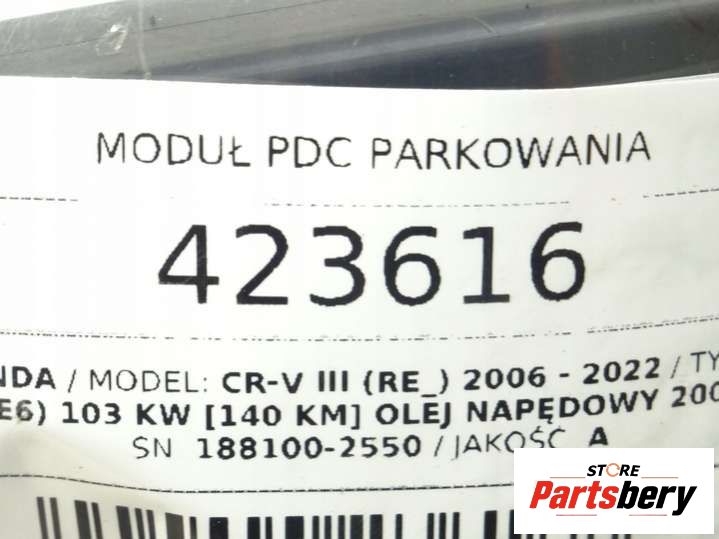 MODUŁ PDC PARKOWANIA
423616
NDA / MODEL: CR-V III (RE_) 2006 - 2022 / TY
E6) 103 KW [140 KM] OLEJ NAPĘDOWY 200
SN 188100-2550 / JAKOŚĆ A
STORE
Partsbery